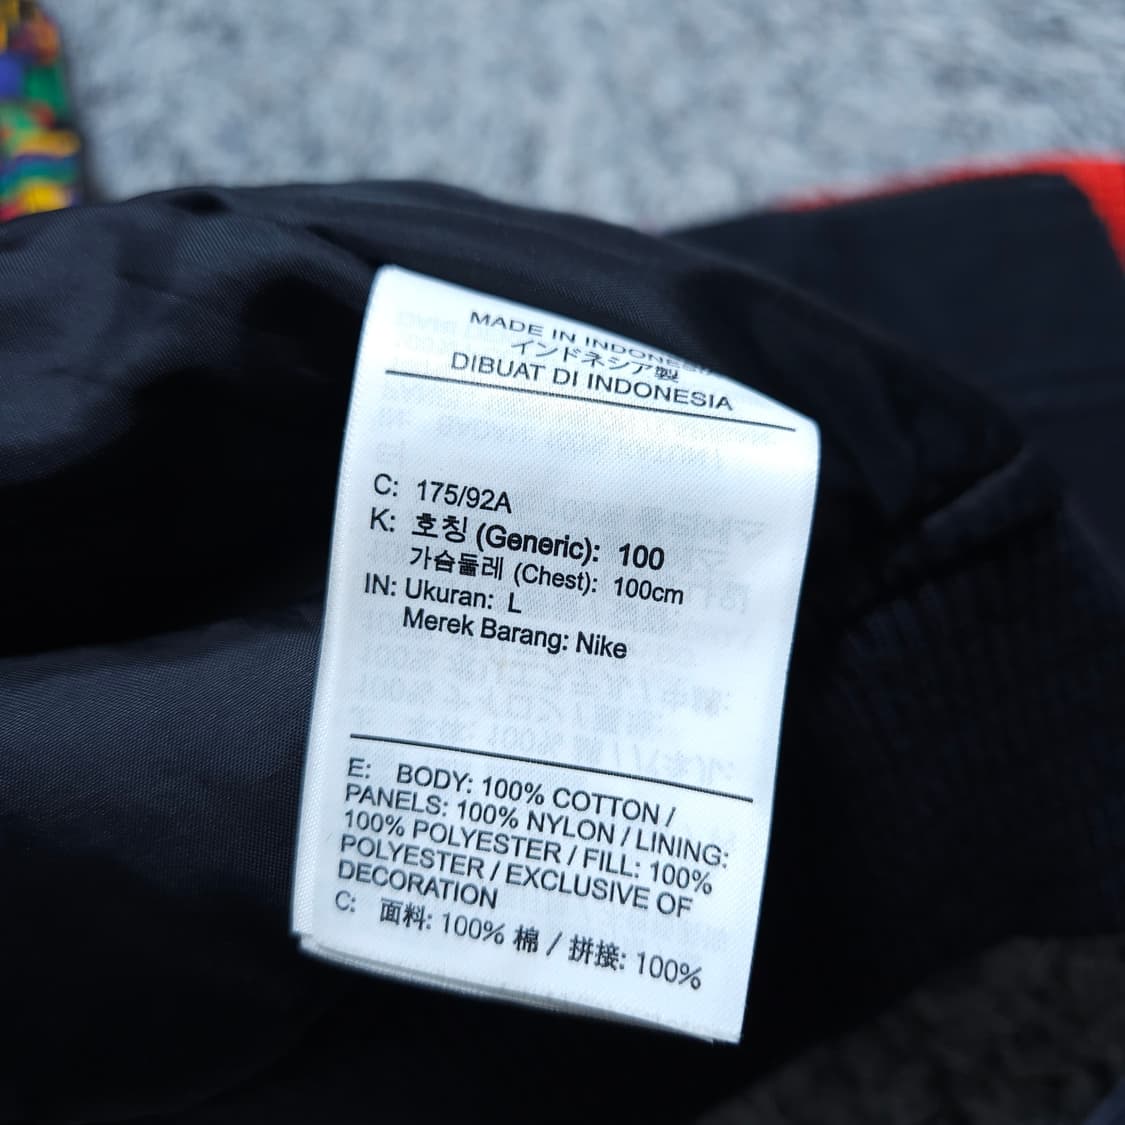 MADE IN INDONESIA
インドネシア製
DIBUAT DI INDONESIA
C: 175/92A
K: 호칭 (Generic): 100
가슴둘레 (Chest): 100cm
IN: Ukuran: L
Merek Barang: Nike
E: BODY: 100% COTTON /
PANELS: 100% NYLON / LINING:
100% POLYESTER / FILL: 100%
POLYESTER / EXCLUSIVE OF
DECORATION
C: 面料: 100% 棉 / 拼接: 100%